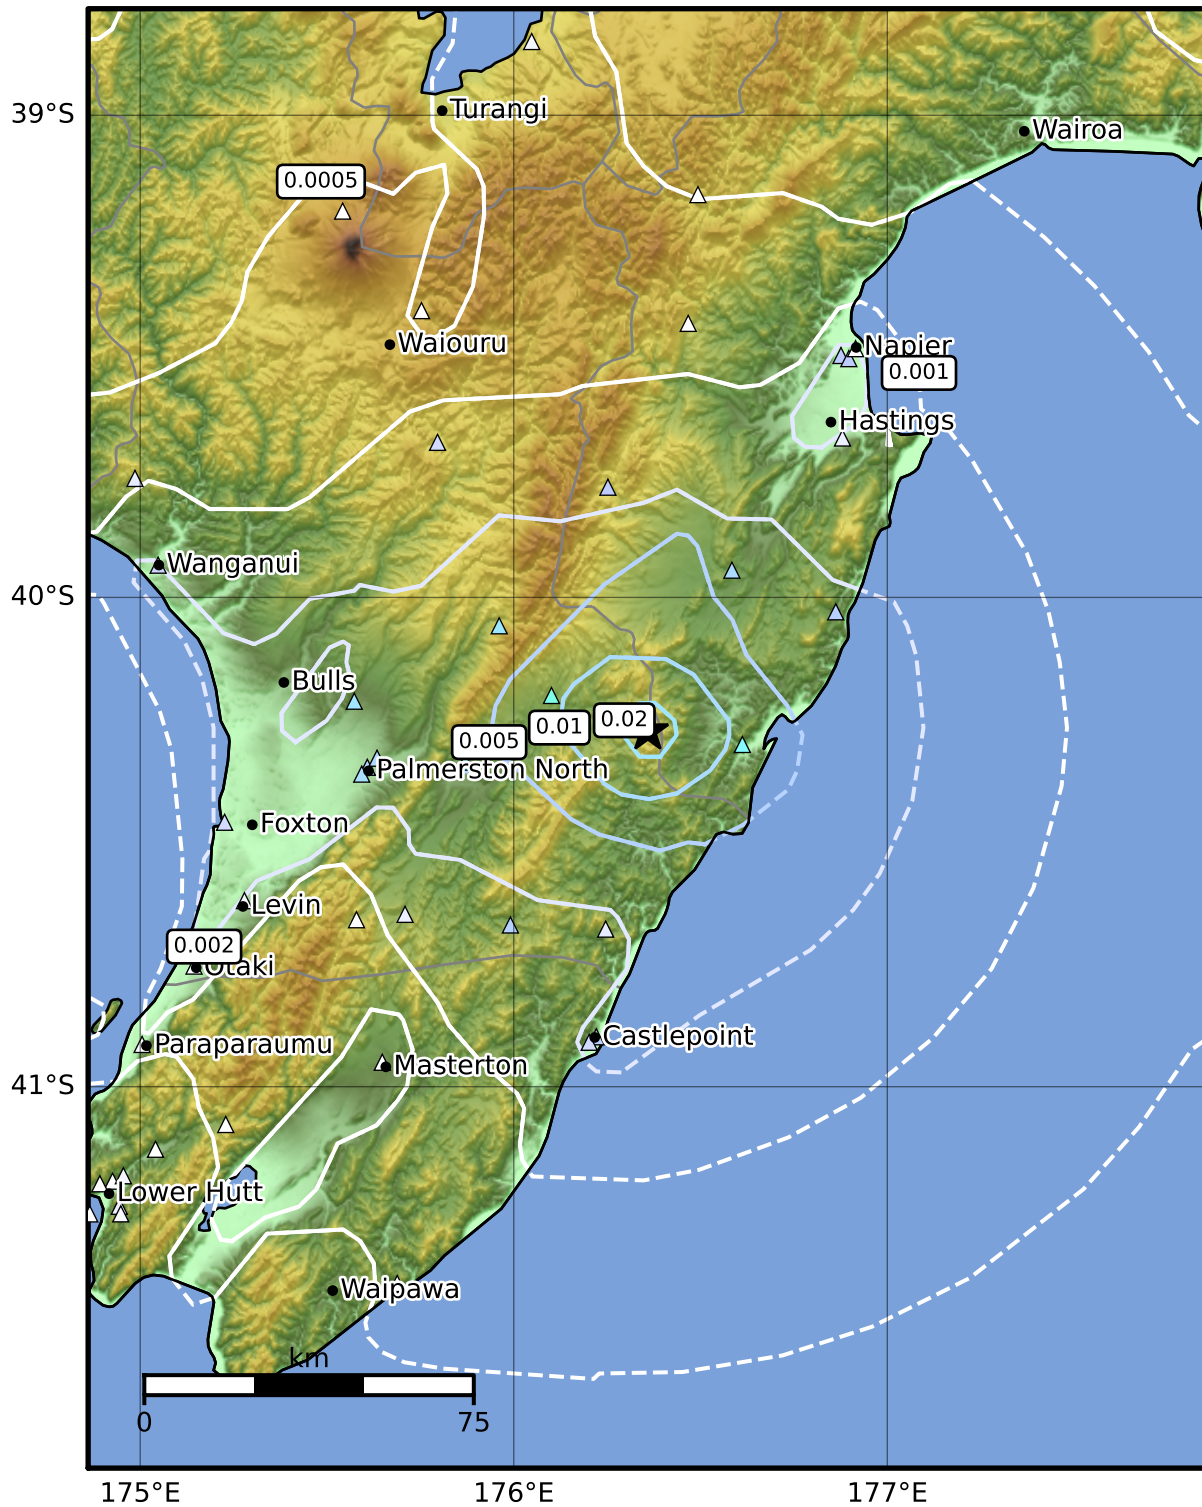 Turangi
39°S
Wairoa
0.0005
Waiouru
Napier
0.001
Hastings
Wanganui
40°S
Bulls
0.02
0.01
0.005
Palmerston North
Foxton
Levin
0.002
Otaki
Castlepoint
Paraparaumu
Masterton
41°S
Lower Hutt
Waipawa
km
0
75
175°E
176°E
177°E